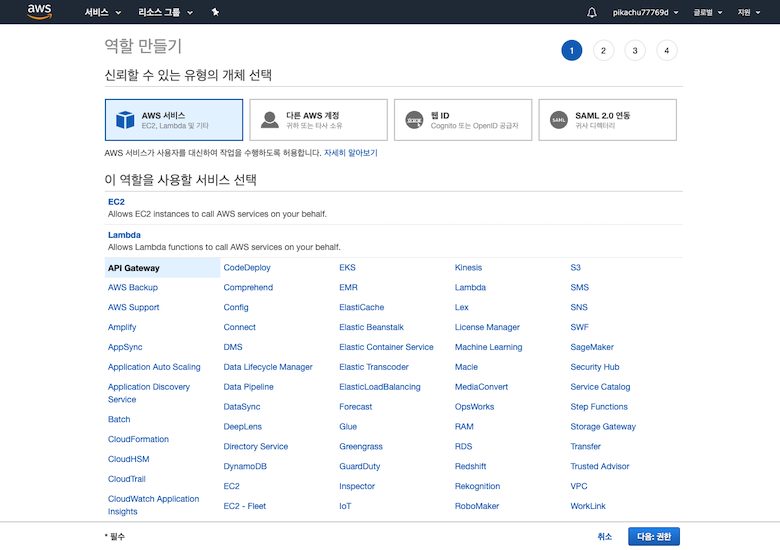 aws 서비스 리소스 그룹 pikachu77769d 글로벌 지원
역할 만들기 1 2 3 4
신뢰할 수 있는 유형의 개체 선택
AWS 서비스
EC2, Lambda 및 기타
다른 AWS 계정
귀하 또는 타사 소유
웹 ID
Cognito 또는 OpenID 공급자
SAML
SAML 2.0 연동
귀사 디렉터리
AWS 서비스가 사용자를 대신하여 작업을 수행하도록 허용합니다. 자세히 알아보기
이 역할을 사용할 서비스 선택
EC2
Allows EC2 instances to call AWS services on your behalf.
Lambda
Allows Lambda functions to call AWS services on your behalf.
API Gateway CodeDeploy EKS Kinesis S3
AWS Backup Comprehend EMR Lambda SMS
AWS Support Config ElastiCache Lex SNS
Amplify Connect Elastic Beanstalk License Manager SWF
AppSync DMS Elastic Container Service Machine Learning SageMaker
Application Auto Scaling Data Lifecycle Manager Elastic Transcoder Macie Security Hub
Application Discovery Data Pipeline ElasticLoadBalancing MediaConvert Service Catalog
Service DataSync Forecast OpsWorks Step Functions
Batch DeepLens Glue RAM Storage Gateway
CloudFormation Directory Service Greengrass RDS Transfer
CloudHSM DynamoDB GuardDuty Redshift Trusted Advisor
CloudTrail EC2 Inspector Rekognition VPC
CloudWatch Application EC2 - Fleet IoT RoboMaker WorkLink
Insights
* 필수 취소 다음: 권한